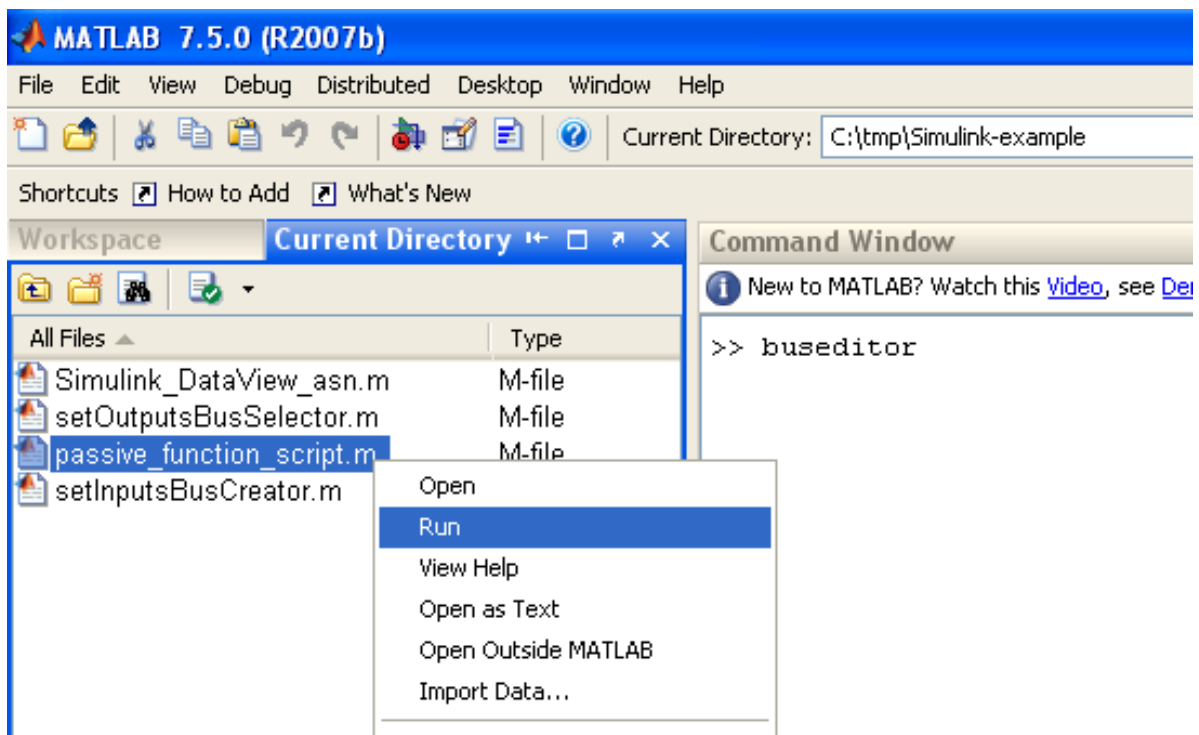 MATLAB 7.5.0 (R2007b)
File Edit View Debug Distributed Desktop Window Help
Current Directory: C:\tmp\Simulink-example
Shortcuts How to Add What's New
Workspace Current Directory Command Window
New to MATLAB? Watch this Video, see
All Files Type
>> buseditor
Simulink_DataView_asn.m M-file
setOutputsBusSelector.m M-file
passive_function_script.m M-file
setInputsBusCreator.m
Open
Run
View Help
Open as Text
Open Outside MATLAB
Import Data...